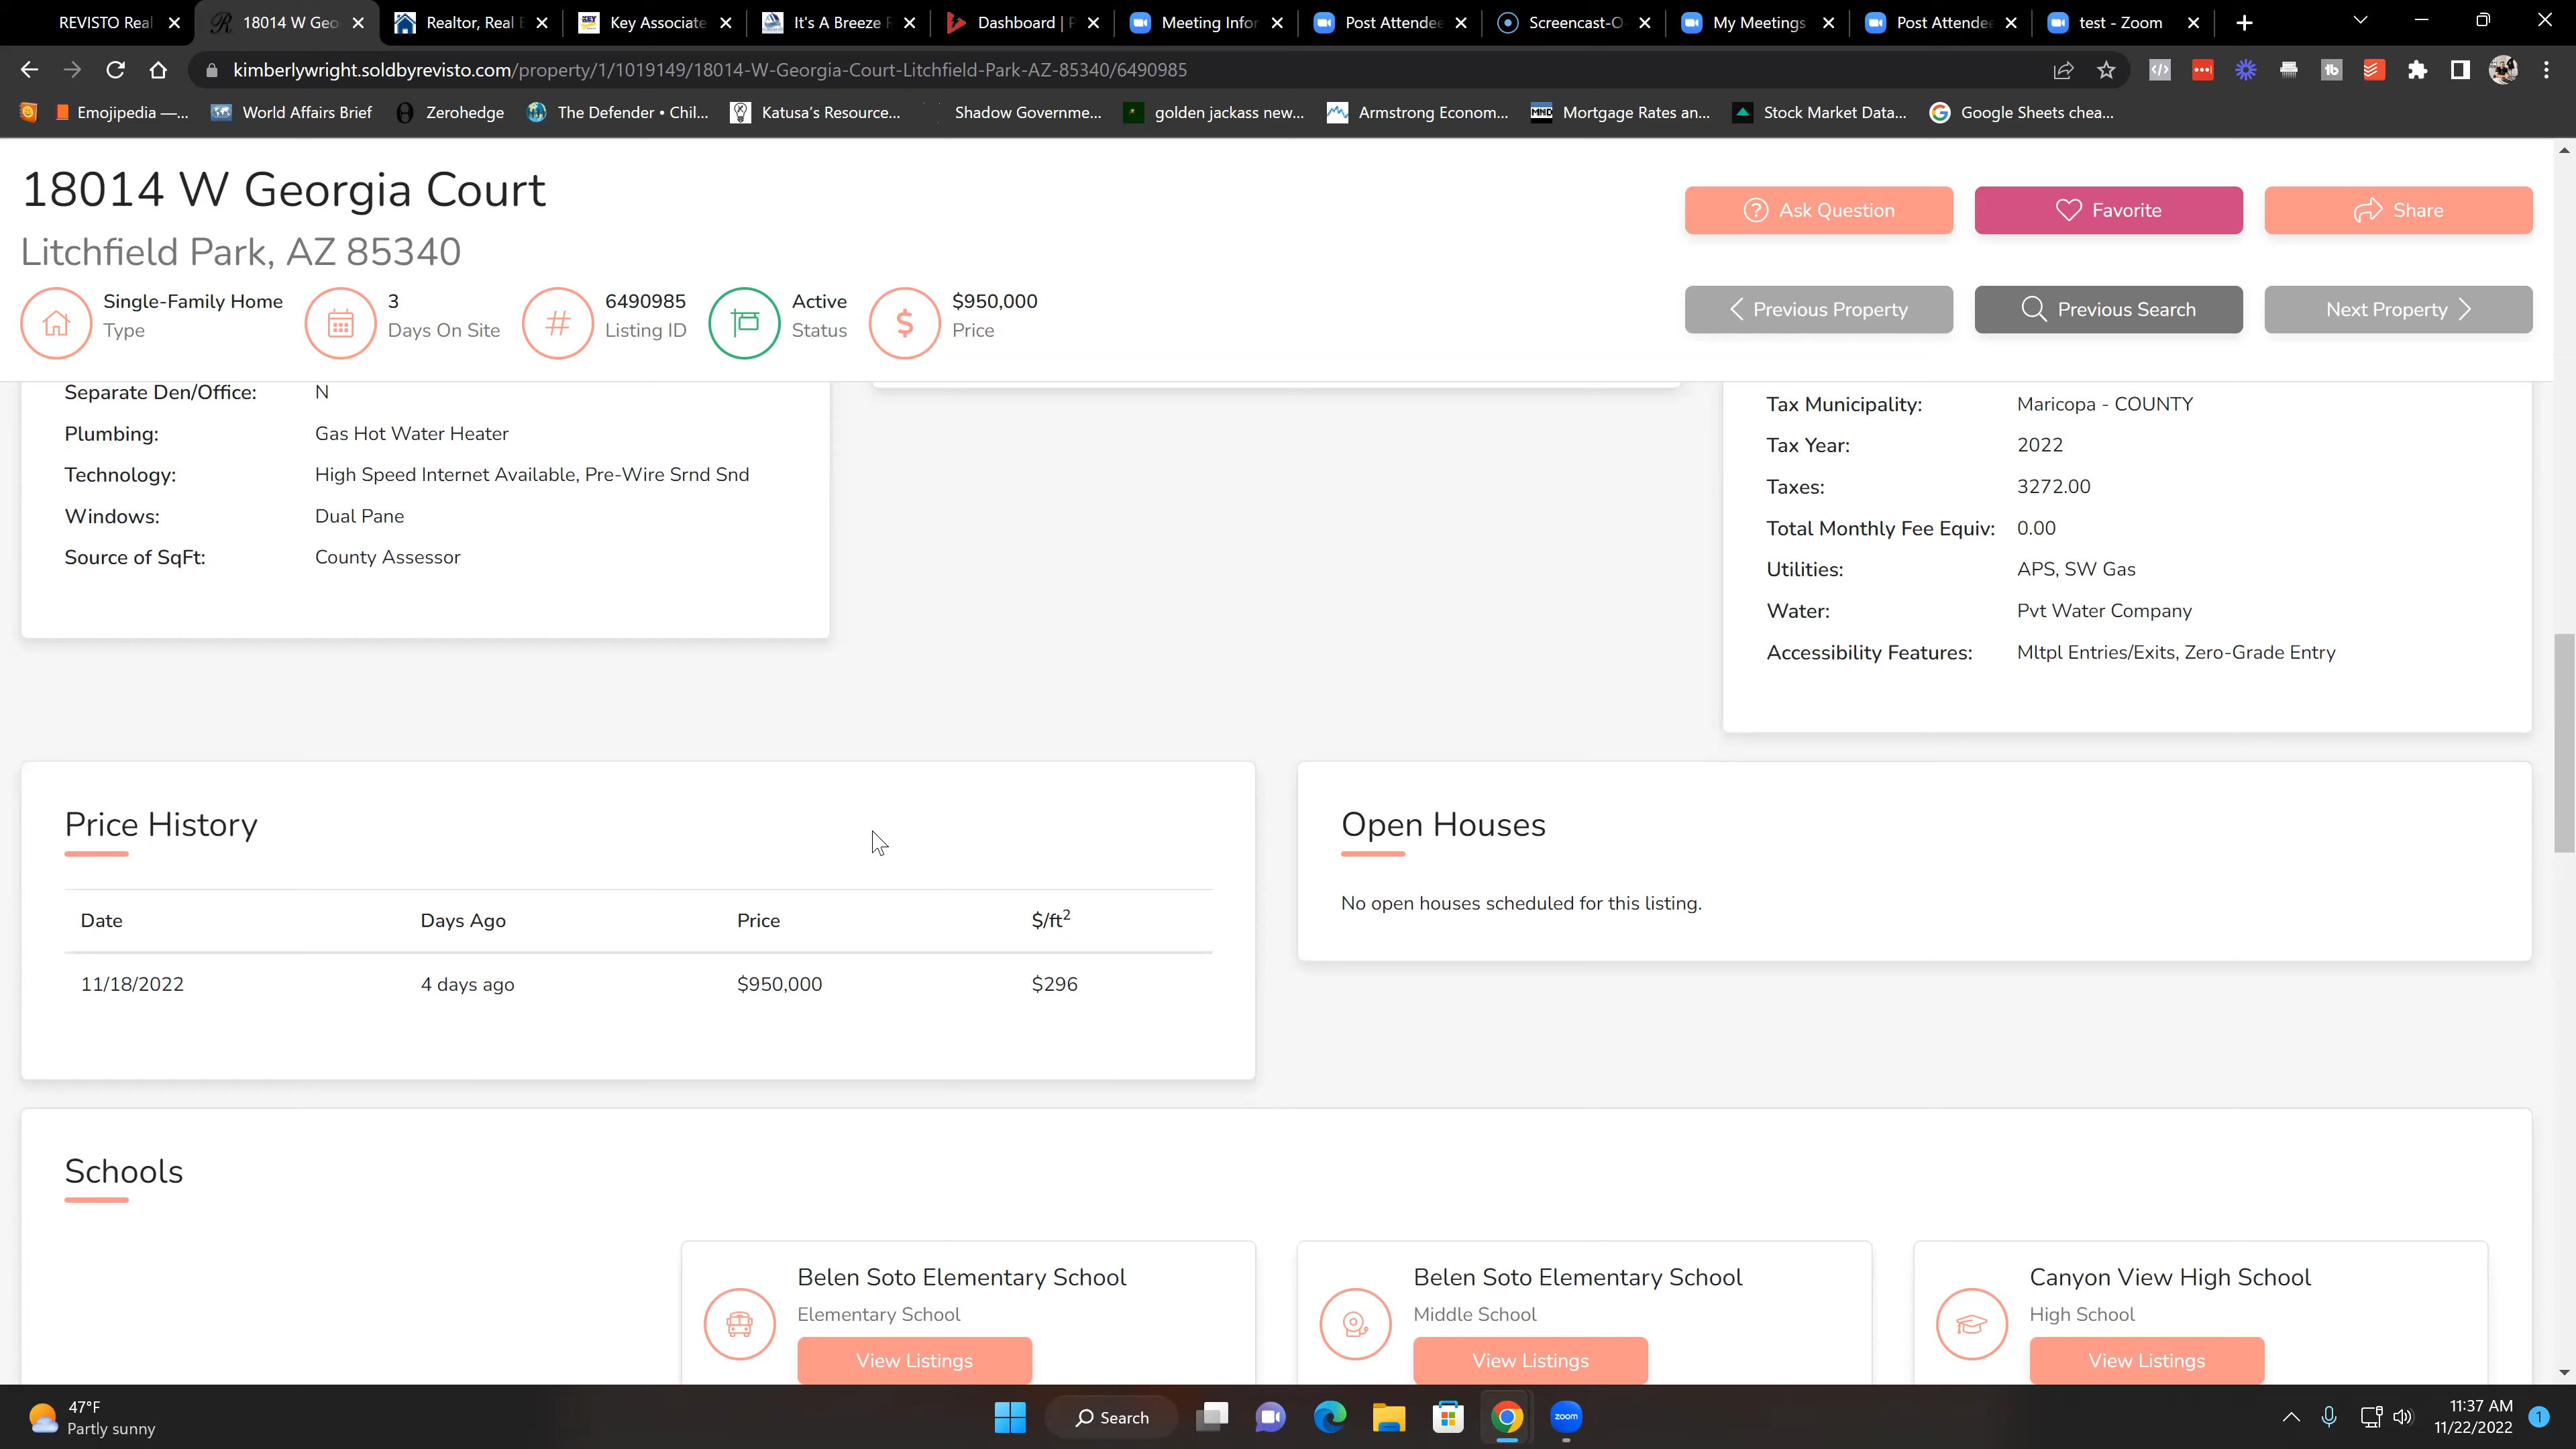 REVISTO Real
18014 W Geo
Realtor, Real E
Key Associate
It's A Breeze R
Dashboard | P
Meeting Infor
Post Attendee
Screencast-O
My Meetings
Post Attendee
test - Zoom
kimberlywright.soldbyrevisto.com/property/1/1019149/18014-W-Georgia-Court-Litchfield-Park-AZ-85340/6490985
Emojipedia —...
World Affairs Brief
Zerohedge
The Defender • Chil...
Katusa's Resource...
Shadow Governme...
golden jackass new...
Armstrong Econom...
MND
Mortgage Rates an...
Stock Market Data...
Google Sheets chea...
18014 W Georgia Court
Litchfield Park, AZ 85340
Ask Question
Favorite
Share
Single-Family Home
Type
3
Days On Site
6490985
Listing ID
Active
Status
$950,000
Price
Previous Property
Previous Search
Next Property
Separate Den/Office: N
Plumbing: Gas Hot Water Heater
Technology: High Speed Internet Available, Pre-Wire Srnd Snd
Windows: Dual Pane
Source of SqFt: County Assessor
Tax Municipality: Maricopa - COUNTY
Tax Year: 2022
Taxes: 3272.00
Total Monthly Fee Equiv: 0.00
Utilities: APS, SW Gas
Water: Pvt Water Company
Accessibility Features: Mltpl Entries/Exits, Zero-Grade Entry
Price History
Date Days Ago Price $/ft²
11/18/2022 4 days ago $950,000 $296
Open Houses
No open houses scheduled for this listing.
Schools
Belen Soto Elementary School
Elementary School
View Listings
Belen Soto Elementary School
Middle School
View Listings
Canyon View High School
High School
View Listings
47°F
Partly sunny
Search
zoom
11:37 AM
11/22/2022
1